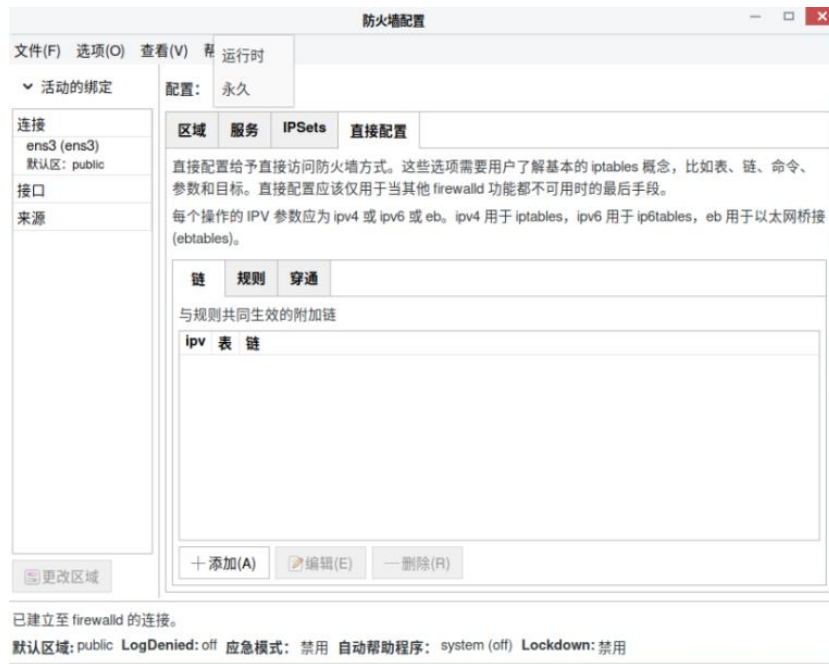 防火墙配置
文件(F) 选项(O) 查看(V) 帮
运行时
永久
活动的绑定
配置：
连接
ens3 (ens3)
默认区：public
接口
来源
更改区域
区域 服务 IPSets 直接配置
直接配置给予直接访问防火墙方式。这些选项需要用户了解基本的 iptables 概念，比如表、链、命令、
参数和目标。直接配置应该仅用于当其他 firewalld 功能都不可用时的最后手段。
每个操作的 IPV 参数应为 ipv4 或 ipv6 或 eb。ipv4 用于 iptables，ipv6 用于 ip6tables，eb 用于以太网桥接
(ebtables)。
链 规则 穿通
与规则共同生效的附加链
ipv 表 链
添加(A) 编辑(E) 删除(R)
已建立至 firewalld 的连接。
默认区域: public LogDenied: off 应急模式： 禁用 自动帮助程序： system (off) Lockdown: 禁用